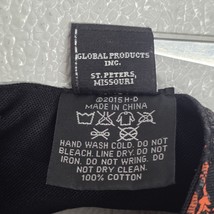 GLOBAL PRODUCTS
INC.
ST. PETERS,
MISSOURI
©2015 H-D
MADE IN CHINA
HAND WASH COLD. DO NOT
BLEACH. LINE DRY. DO NOT
IRON. DO NOT WRING. DO
NOT DRY CLEAN.
100% COTTON